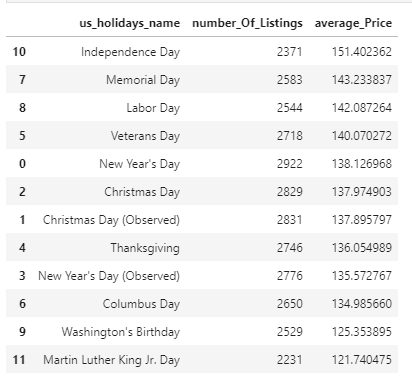 us_holidays_name number_Of_Listings average_Price
10 Independence Day 2371 151.402362
7 Memorial Day 2583 143.233837
8 Labor Day 2544 142.087264
5 Veterans Day 2718 140.070272
0 New Year's Day 2922 138.126968
2 Christmas Day 2829 137.974903
1 Christmas Day (Observed) 2831 137.895797
4 Thanksgiving 2746 136.054989
3 New Year's Day (Observed) 2776 135.572767
6 Columbus Day 2650 134.985660
9 Washington's Birthday 2529 125.353895
11 Martin Luther King Jr. Day 2231 121.740475